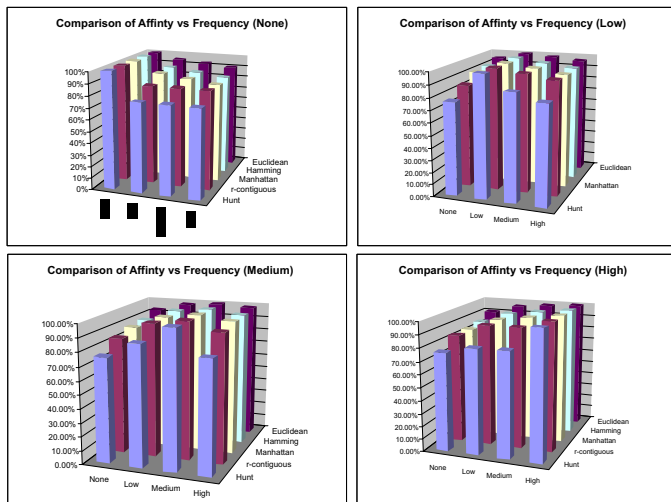 Comparison of Affinty vs Frequency (None)
100%
90%
80%
70%
60%
50%
40%
30%
20%
10%
0%
Euclidean
Hamming
Manhattan
r-contiguous
Hunt
Comparison of Affinty vs Frequency (Low)
100.00%
90.00%
80.00%
70.00%
60.00%
50.00%
40.00%
30.00%
20.00%
10.00%
0.00%
None
Low
Medium
High
Euclidean
Manhattan
Hunt
Comparison of Affinty vs Frequency (Medium)
100.00%
90.00%
80.00%
70.00%
60.00%
50.00%
40.00%
30.00%
20.00%
10.00%
0.00%
None
Low
Medium
High
Euclidean
Hamming
Manhattan
r-contiguous
Hunt
Comparison of Affinty vs Frequency (High)
100.00%
90.00%
80.00%
70.00%
60.00%
50.00%
40.00%
30.00%
20.00%
10.00%
0.00%
None
Low
Medium
High
Euclidean
Hamming
Manhattan
r-contiguous
Hunt